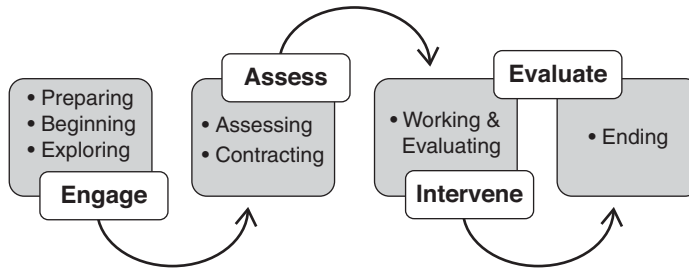 • Preparing
• Beginning
• Exploring
Engage
Assess
• Assessing
• Contracting
• Working &
Evaluating
Intervene
Evaluate
• Ending